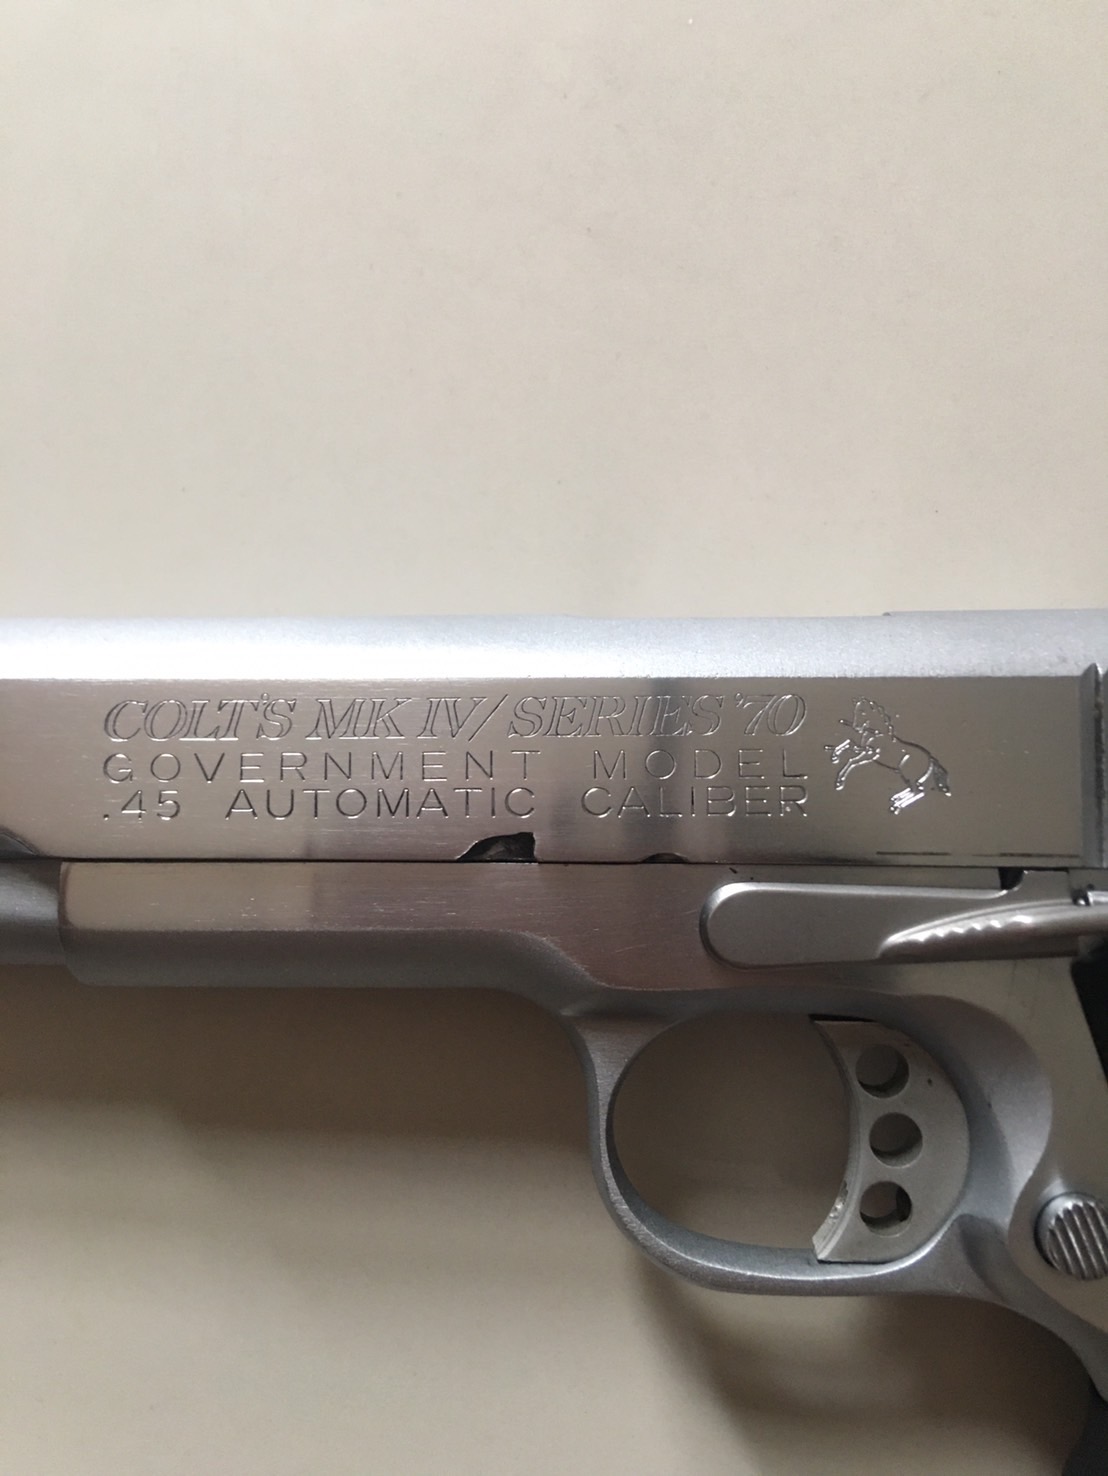 COLT'S MK IV/ SERIES '70
GOVERNMENT MODEL
.45 AUTOMATIC CALIBER